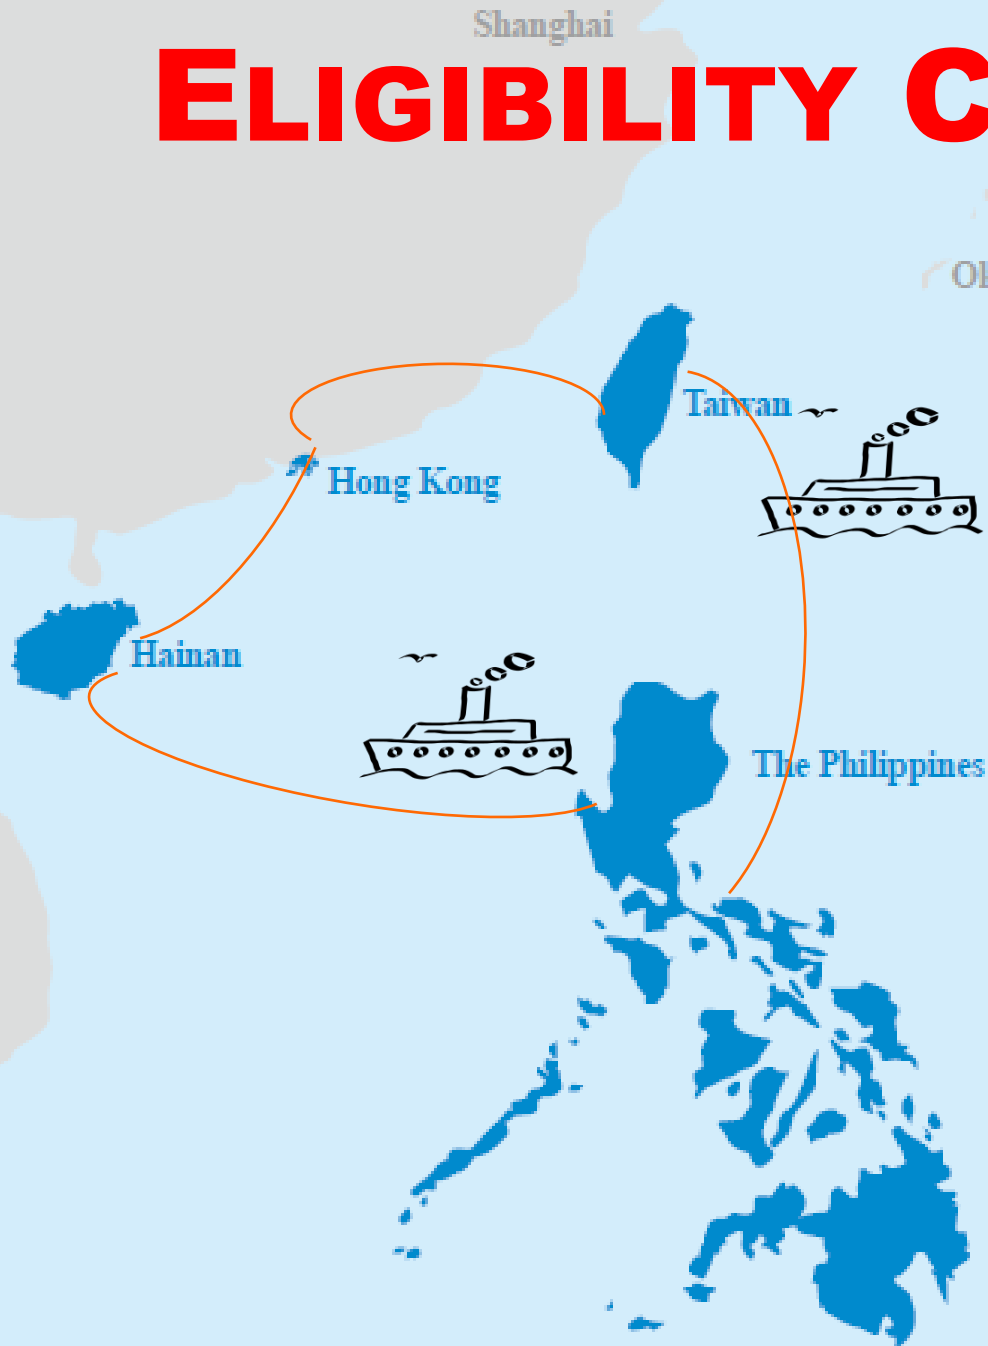 Shanghai
ELIGIBILITY C
Taiwan
Hong Kong
Hainan
The Philippines